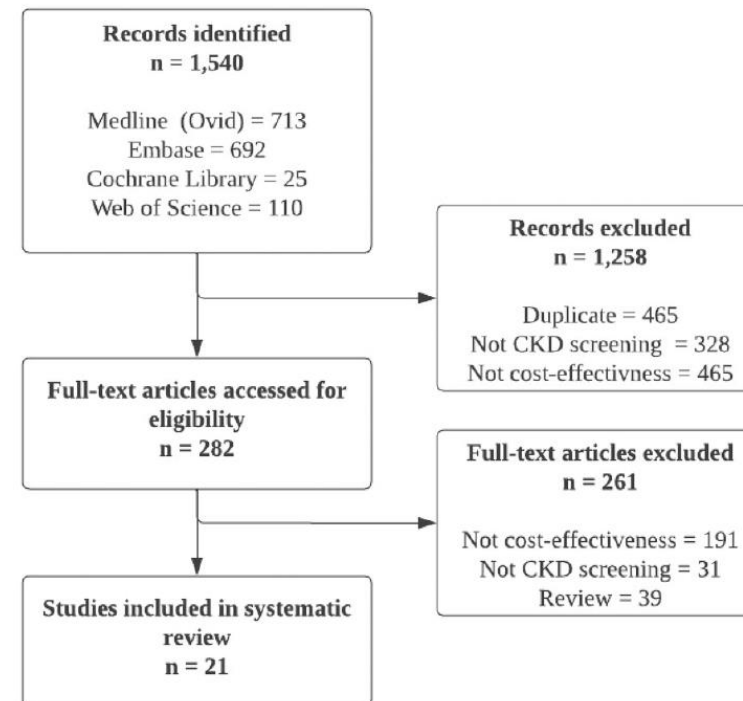 Records identified
n = 1,540
Medline (Ovid) = 713
Embase = 692
Cochrane Library = 25
Web of Science = 110
Records excluded
n = 1,258
Duplicate = 465
Not CKD screening = 328
Not cost-effectivness = 465
Full-text articles accessed for
eligibility
n = 282
Full-text articles excluded
n = 261
Not cost-effectiveness = 191
Not CKD screening = 31
Review = 39
Studies included in systematic
review
n = 21